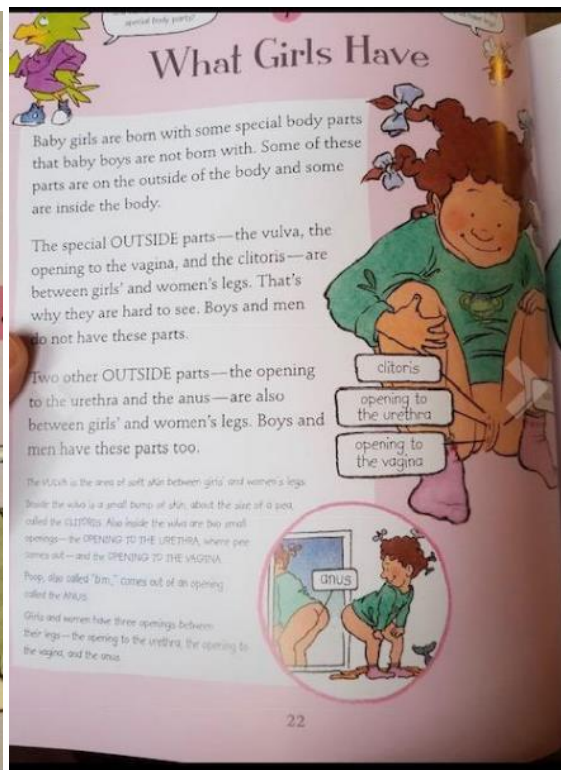 special body parts?
What Girls Have
Baby girls are born with some special body parts
that baby boys are not born with. Some of these
parts are on the outside of the body and some
are inside the body.
The special OUTSIDE parts—the vulva, the
opening to the vagina, and the clitoris—are
between girls' and women's legs. That's
why they are hard to see. Boys and men
do not have these parts.
Two other OUTSIDE parts—the opening
to the urethra and the anus—are also
between girls' and women's legs. Boys and
men have these parts too.
clitoris
opening to
the urethra
opening to
the vagina
The VULVA is the area of soft skin between girls' and women's legs.
Inside the vulva is a small bump of skin, about the size of a pea,
called the CLITORIS. Also inside the vulva are two small
openings—the OPENING TO THE URETHRA, where pee
comes out—and the OPENING TO THE VAGINA.
Poop, also called "bm," comes out of an opening
called the ANUS.
Girls and women have three openings between
their legs—the opening to the urethra, the opening to
the vagina, and the anus.
anus
22